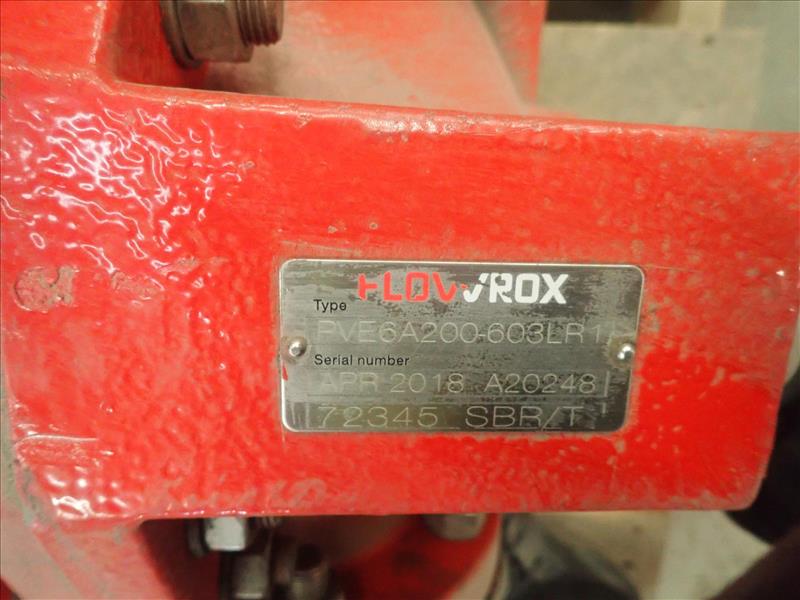 FLOWROX
Type
PVE6A200-603LR1
Serial number
APR 2018 A20248
72345 SBR/T